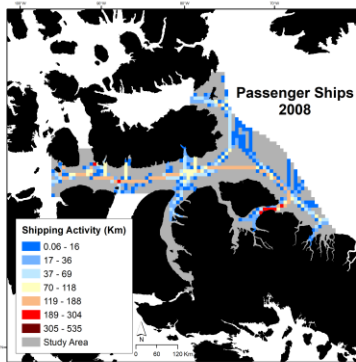 Passenger Ships
2008
Shipping Activity (Km)
0.06 - 16
17 - 36
37 - 69
70 - 118
119 - 188
189 - 304
305 - 535
Study Area
N
0 30 60 120 Km